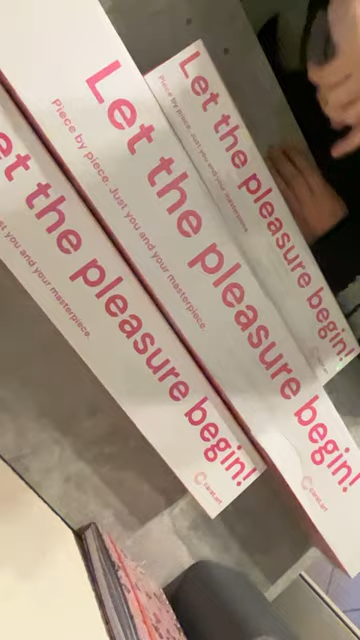 Let the pleasure begin!
Piece by piece. Just you and your masterpiece.
Let the pleasure begin!
Piece by piece. Just you and your masterpiece.
et the pleasure begin!
st you and your masterpiece.